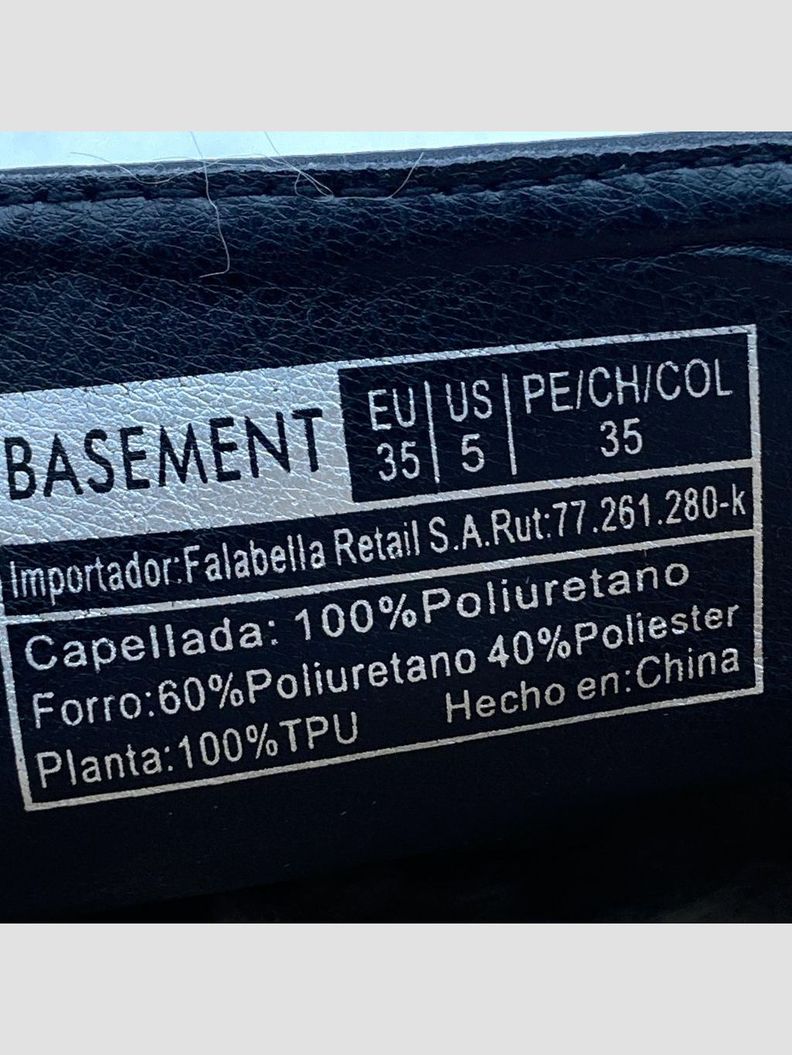 BASEMENT
EU | US | PE/CH/COL
35 | 5 | 35
Importador:Falabella Retail S.A.Rut:77.261.280-k
Capellada: 100%Poliuretano
Forro:60%Poliuretano 40%Poliester
Planta:100%TPU Hecho en:China